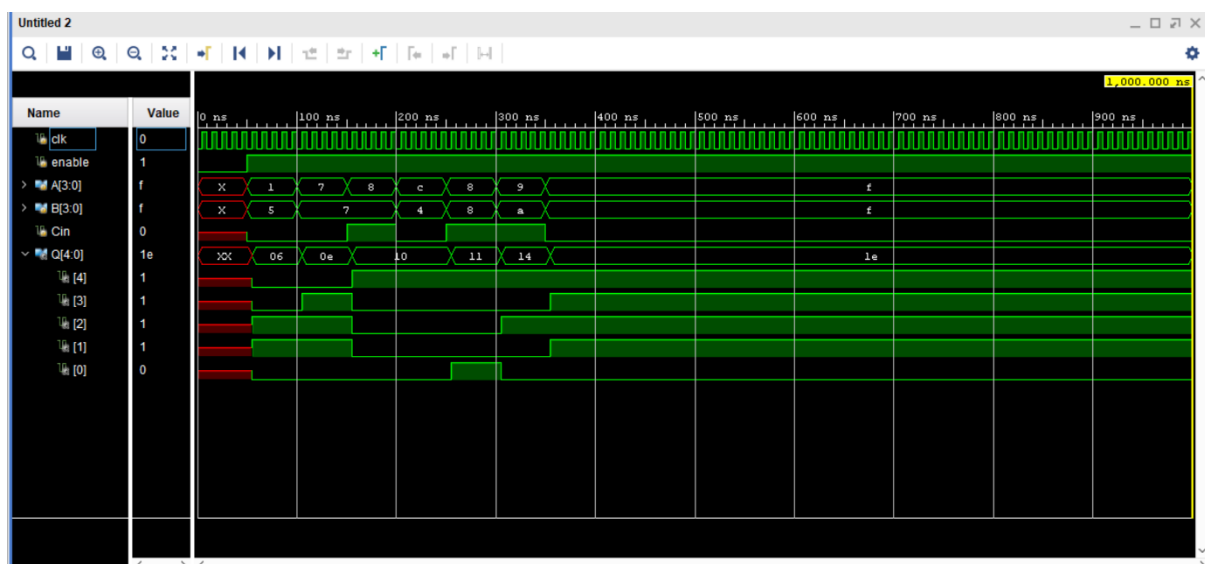 Untitled 2
1,000.000 ns
Name Value 0 ns 100 ns 200 ns 300 ns 400 ns 500 ns 600 ns 700 ns 800 ns 900 ns
clk 0
enable 1
A[3:0] f X 1 7 8 c 8 9 f
B[3:0] f X 5 7 4 8 a f
Cin 0
Q[4:0] 1e XX 06 0e 10 11 14 1e
[4] 1
[3] 1
[2] 1
[1] 1
[0] 0